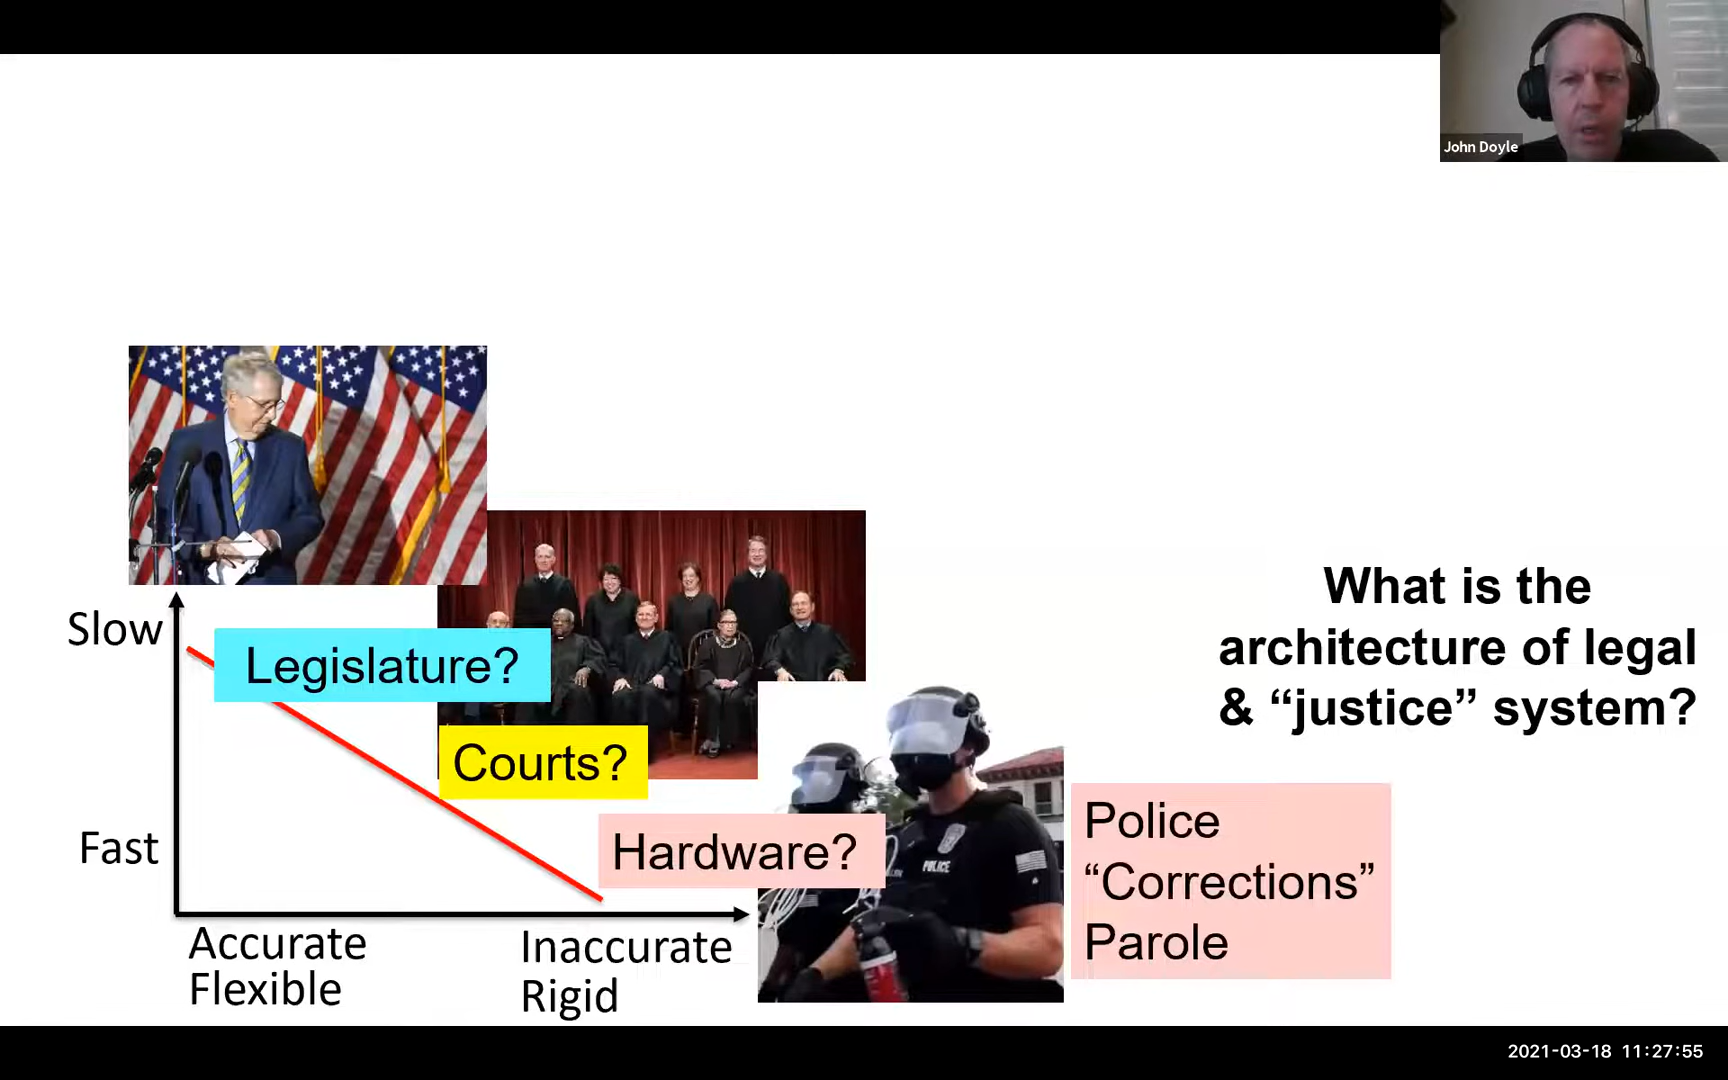 John Doyle
Slow
Legislature?
What is the
architecture of legal
& “justice” system?
Courts?
Fast
Hardware?
POLICE
Police
“Corrections”
Parole
Accurate
Flexible
Inaccurate
Rigid
2021-03-18 11:27:55